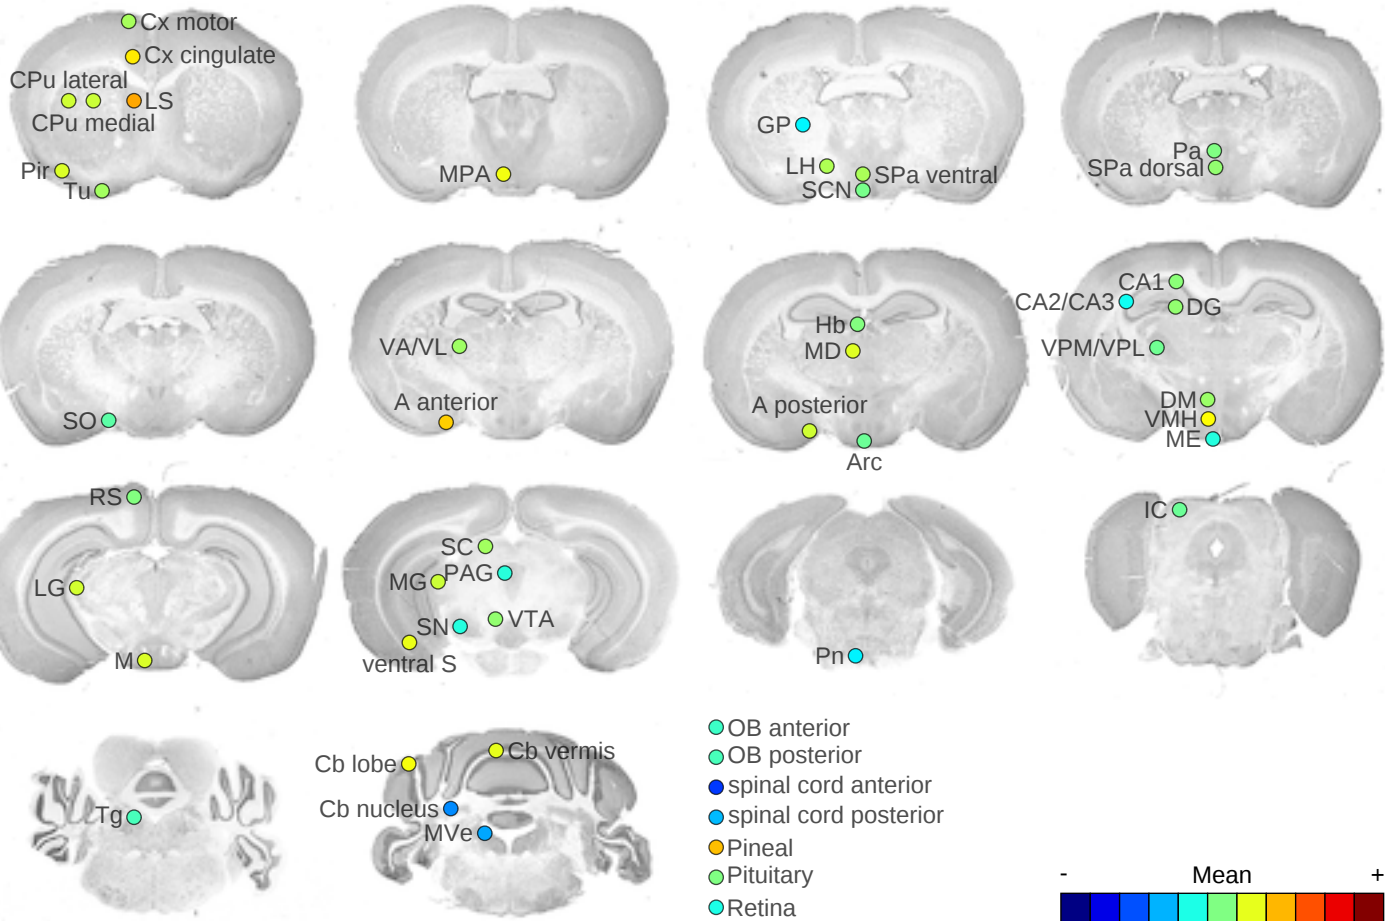 Cx motor
Cx cingulate
CPu lateral
LS
CPu medial
Pir
Tu
MPA
GP
LH
SPa ventral
SCN
Pa
SPa dorsal
SO
VA/VL
A anterior
Hb
MD
A posterior
Arc
CA1
CA2/CA3
DG
VPM/VPL
DM
VMH
ME
RS
LG
M
SC
MG
PAG
SN
VTA
ventral S
Pn
IC
Tg
Cb lobe
Cb vermis
Cb nucleus
MVe
OB anterior
OB posterior
spinal cord anterior
spinal cord posterior
Pineal
Pituitary
Retina
- Mean +